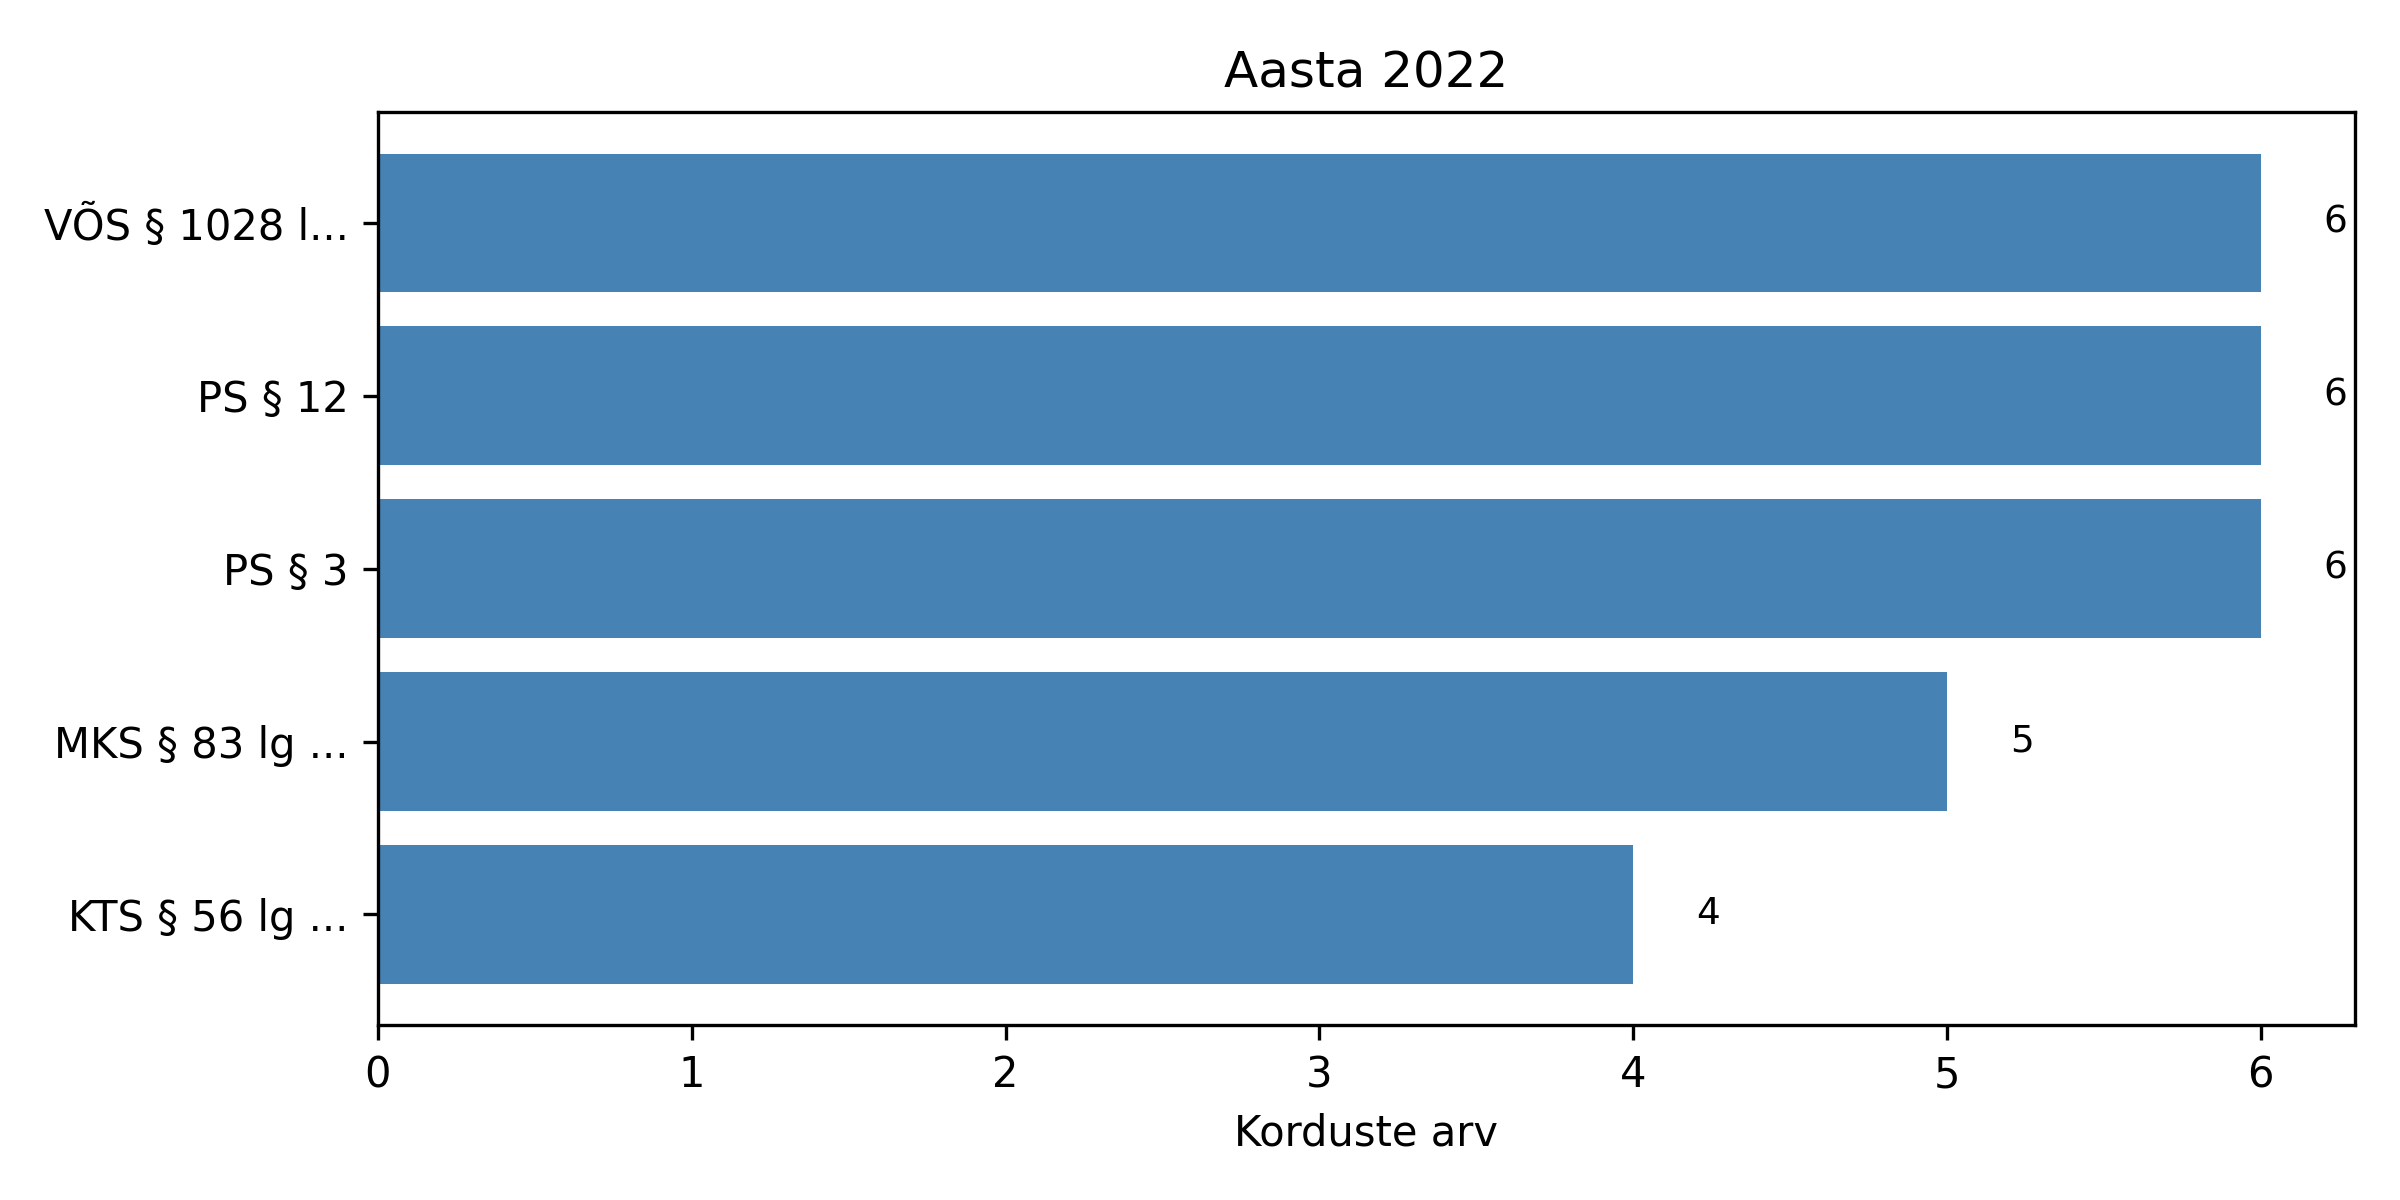 Aasta 2022
VÕS § 1028 l...
6
PS § 12
6
PS § 3
6
MKS § 83 lg ...
5
KTS § 56 lg ...
4
0 1 2 3 4 5 6
Korduste arv